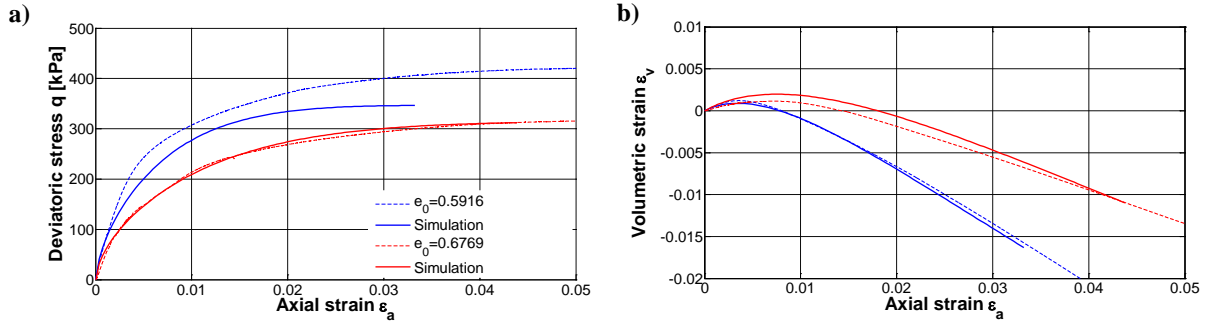 a)
Deviatoric stress q [kPa]
500
400
300
200
100
0
e₀=0.5916
Simulation
e₀=0.6769
Simulation
0 0.01 0.02 0.03 0.04 0.05
Axial strain εₐ
b)
Volumetric strain εᵥ
0.01
0.005
0
-0.005
-0.01
-0.015
-0.02
0 0.01 0.02 0.03 0.04 0.05
Axial strain εₐ